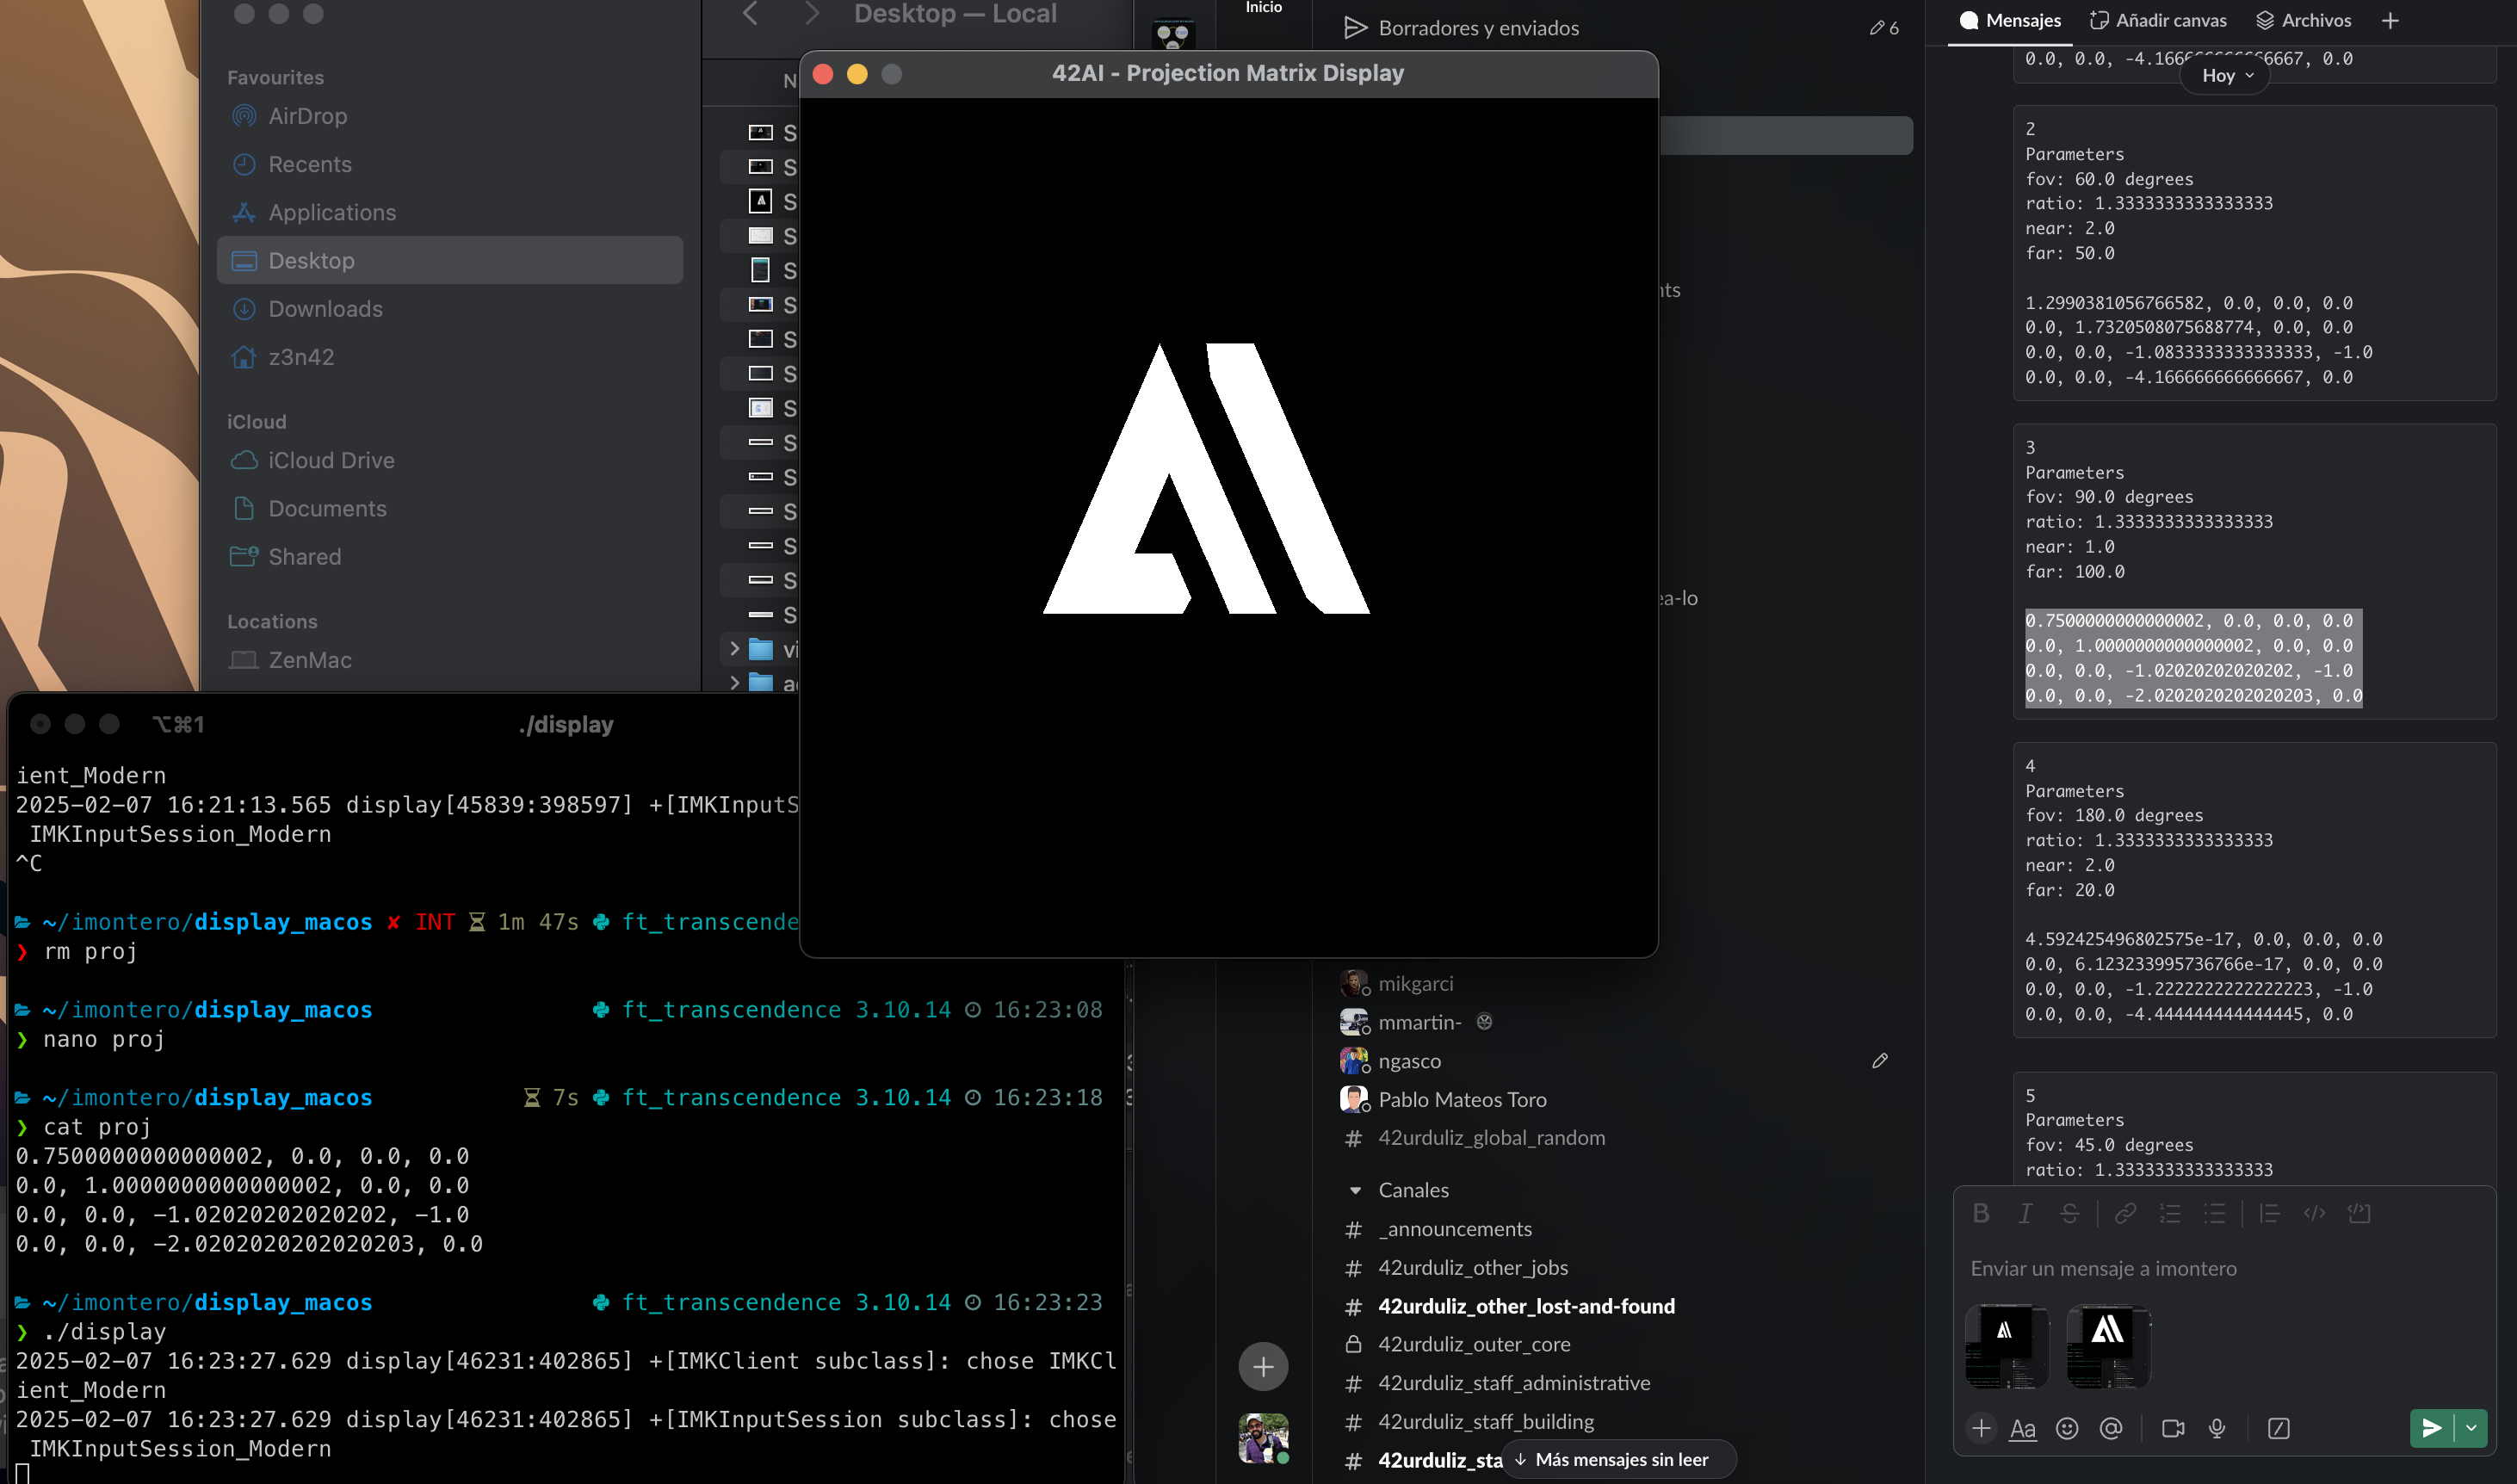 Favourites
AirDrop
Recents
Applications
Desktop
Downloads
z3n42
iCloud
iCloud Drive
Documents
Shared
Locations
ZenMac
Desktop — Local
42AI - Projection Matrix Display
⌥⌘1
./display
ient_Modern
2025-02-07 16:21:13.565 display[45839:398597] +[IMKInputS
IMKInputSession_Modern
^C
~/imontero/display_macos ✘ INT 1m 47s ft_transcende
❯ rm proj
~/imontero/display_macos ft_transcendence 3.10.14 16:23:08
❯ nano proj
~/imontero/display_macos 7s ft_transcendence 3.10.14 16:23:18
❯ cat proj
0.7500000000000002, 0.0, 0.0, 0.0
0.0, 1.0000000000000002, 0.0, 0.0
0.0, 0.0, -1.02020202020202, -1.0
0.0, 0.0, -2.0202020202020203, 0.0
~/imontero/display_macos ft_transcendence 3.10.14 16:23:23
❯ ./display
2025-02-07 16:23:27.629 display[46231:402865] +[IMKClient subclass]: chose IMKCl
ient_Modern
2025-02-07 16:23:27.629 display[46231:402865] +[IMKInputSession subclass]: chose
IMKInputSession_Modern
Inicio
Borradores y enviados
6
nts
ea-lo
mikgarci
mmartin-
ngasco
Pablo Mateos Toro
# 42urduliz_global_random
Canales
# _announcements
# 42urduliz_other_jobs
# 42urduliz_other_lost-and-found
42urduliz_outer_core
# 42urduliz_staff_administrative
# 42urduliz_staff_building
# 42urduliz_sta
↓ Más mensajes sin leer
Mensajes
Añadir canvas
Archivos
0.0, 0.0, -4.166666666666667, 0.0
Hoy
2
Parameters
fov: 60.0 degrees
ratio: 1.3333333333333333
near: 2.0
far: 50.0
1.2990381056766582, 0.0, 0.0, 0.0
0.0, 1.7320508075688774, 0.0, 0.0
0.0, 0.0, -1.0833333333333333, -1.0
0.0, 0.0, -4.166666666666667, 0.0
3
Parameters
fov: 90.0 degrees
ratio: 1.3333333333333333
near: 1.0
far: 100.0
0.7500000000000002, 0.0, 0.0, 0.0
0.0, 1.0000000000000002, 0.0, 0.0
0.0, 0.0, -1.02020202020202, -1.0
0.0, 0.0, -2.0202020202020203, 0.0
4
Parameters
fov: 180.0 degrees
ratio: 1.3333333333333333
near: 2.0
far: 20.0
4.592425496802575e-17, 0.0, 0.0, 0.0
0.0, 6.123233995736766e-17, 0.0, 0.0
0.0, 0.0, -1.2222222222222223, -1.0
0.0, 0.0, -4.444444444444445, 0.0
5
Parameters
fov: 45.0 degrees
ratio: 1.3333333333333333
Enviar un mensaje a imontero